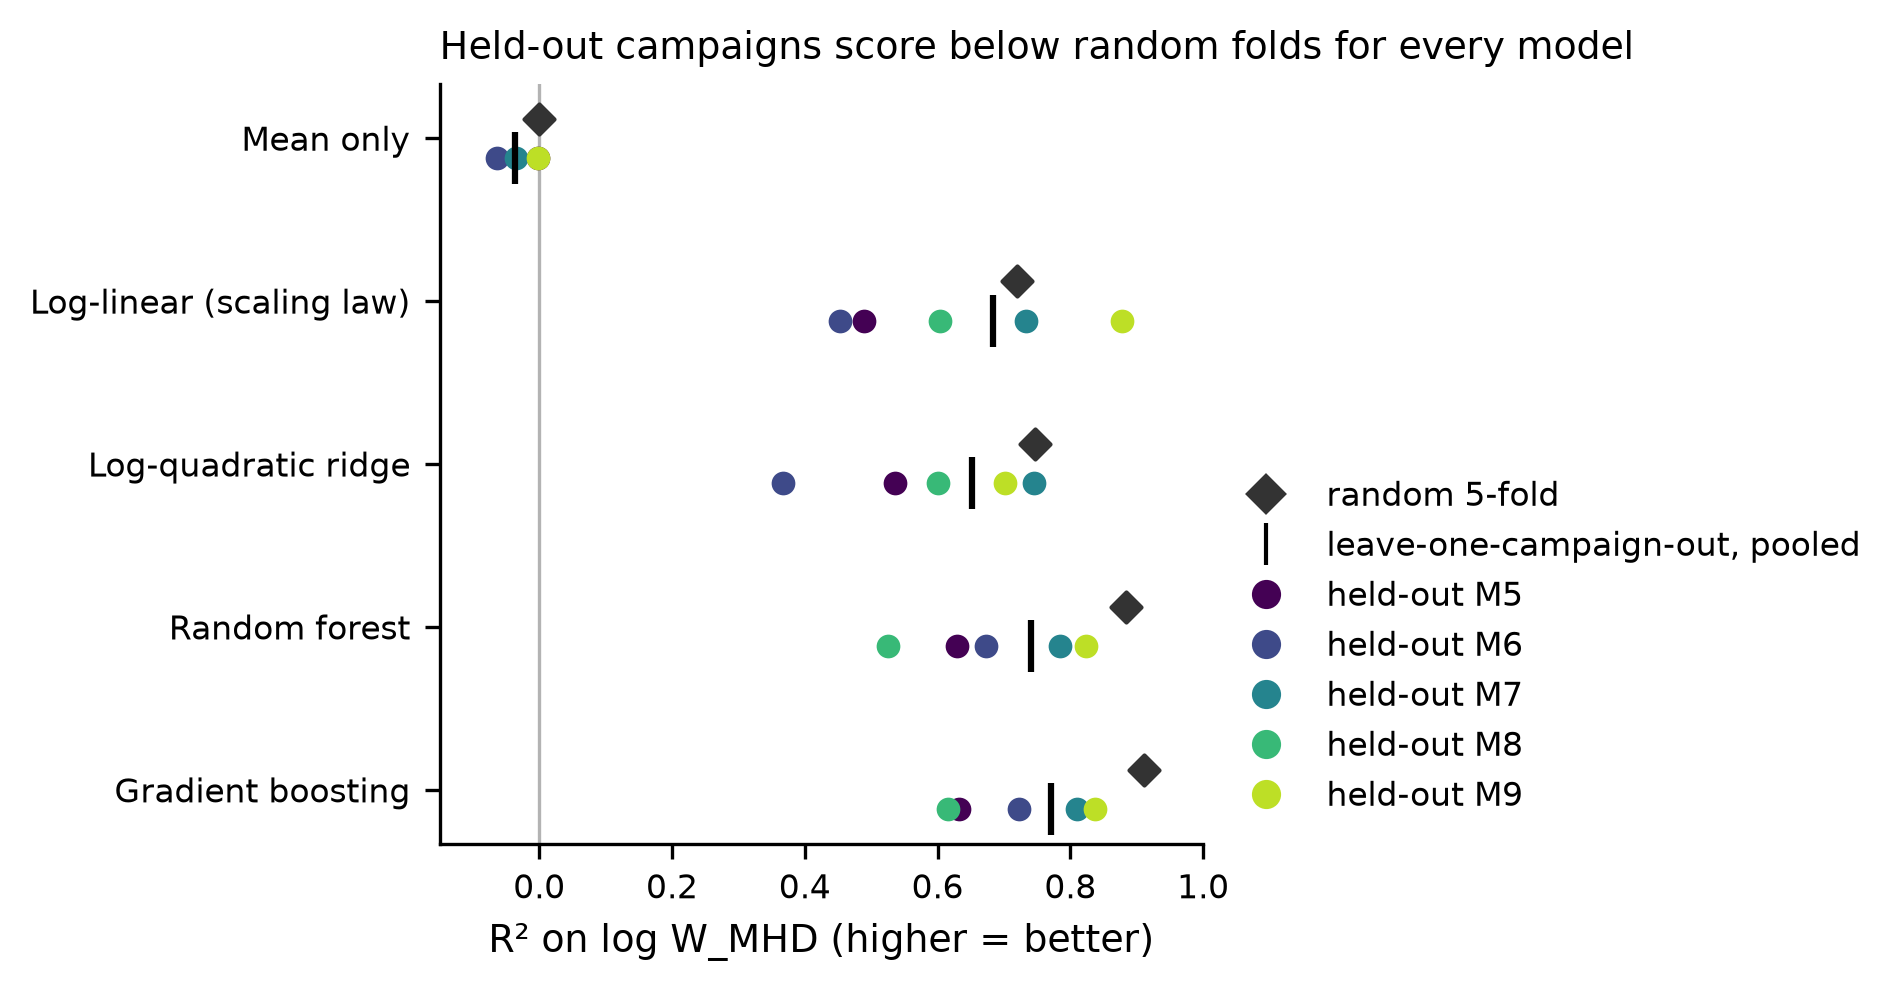 Held-out campaigns score below random folds for every model
Mean only
Log-linear (scaling law)
Log-quadratic ridge
Random forest
Gradient boosting
0.0 0.2 0.4 0.6 0.8 1.0
R² on log W_MHD (higher = better)
random 5-fold
leave-one-campaign-out, pooled
held-out M5
held-out M6
held-out M7
held-out M8
held-out M9